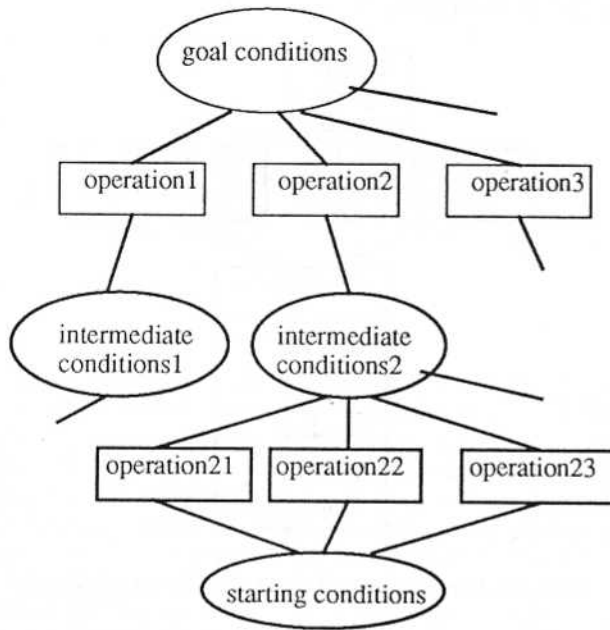 goal conditions
operation1
operation2
operation3
intermediate
conditions1
intermediate
conditions2
operation21
operation22
operation23
starting conditions